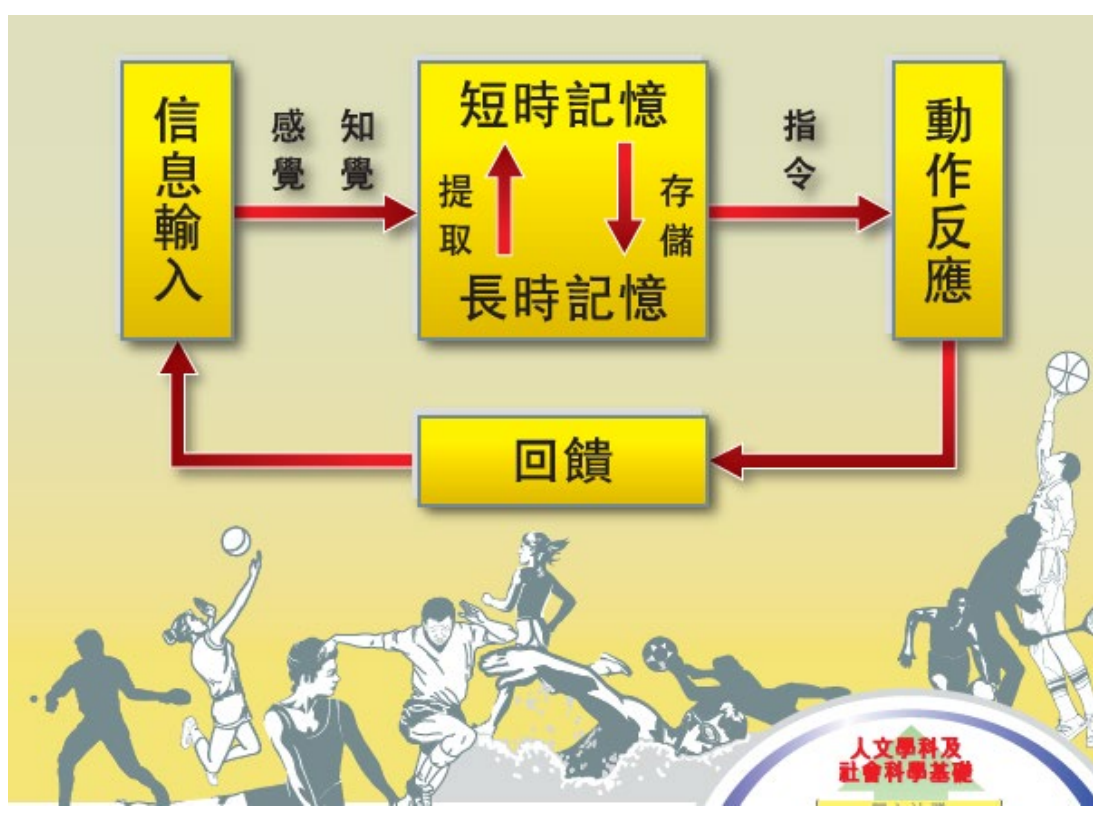 信息輸入
感覺
知覺
短時記憶
提取
存儲
長時記憶
指令
動作反應
回饋
人文學科及
社會科學基礎